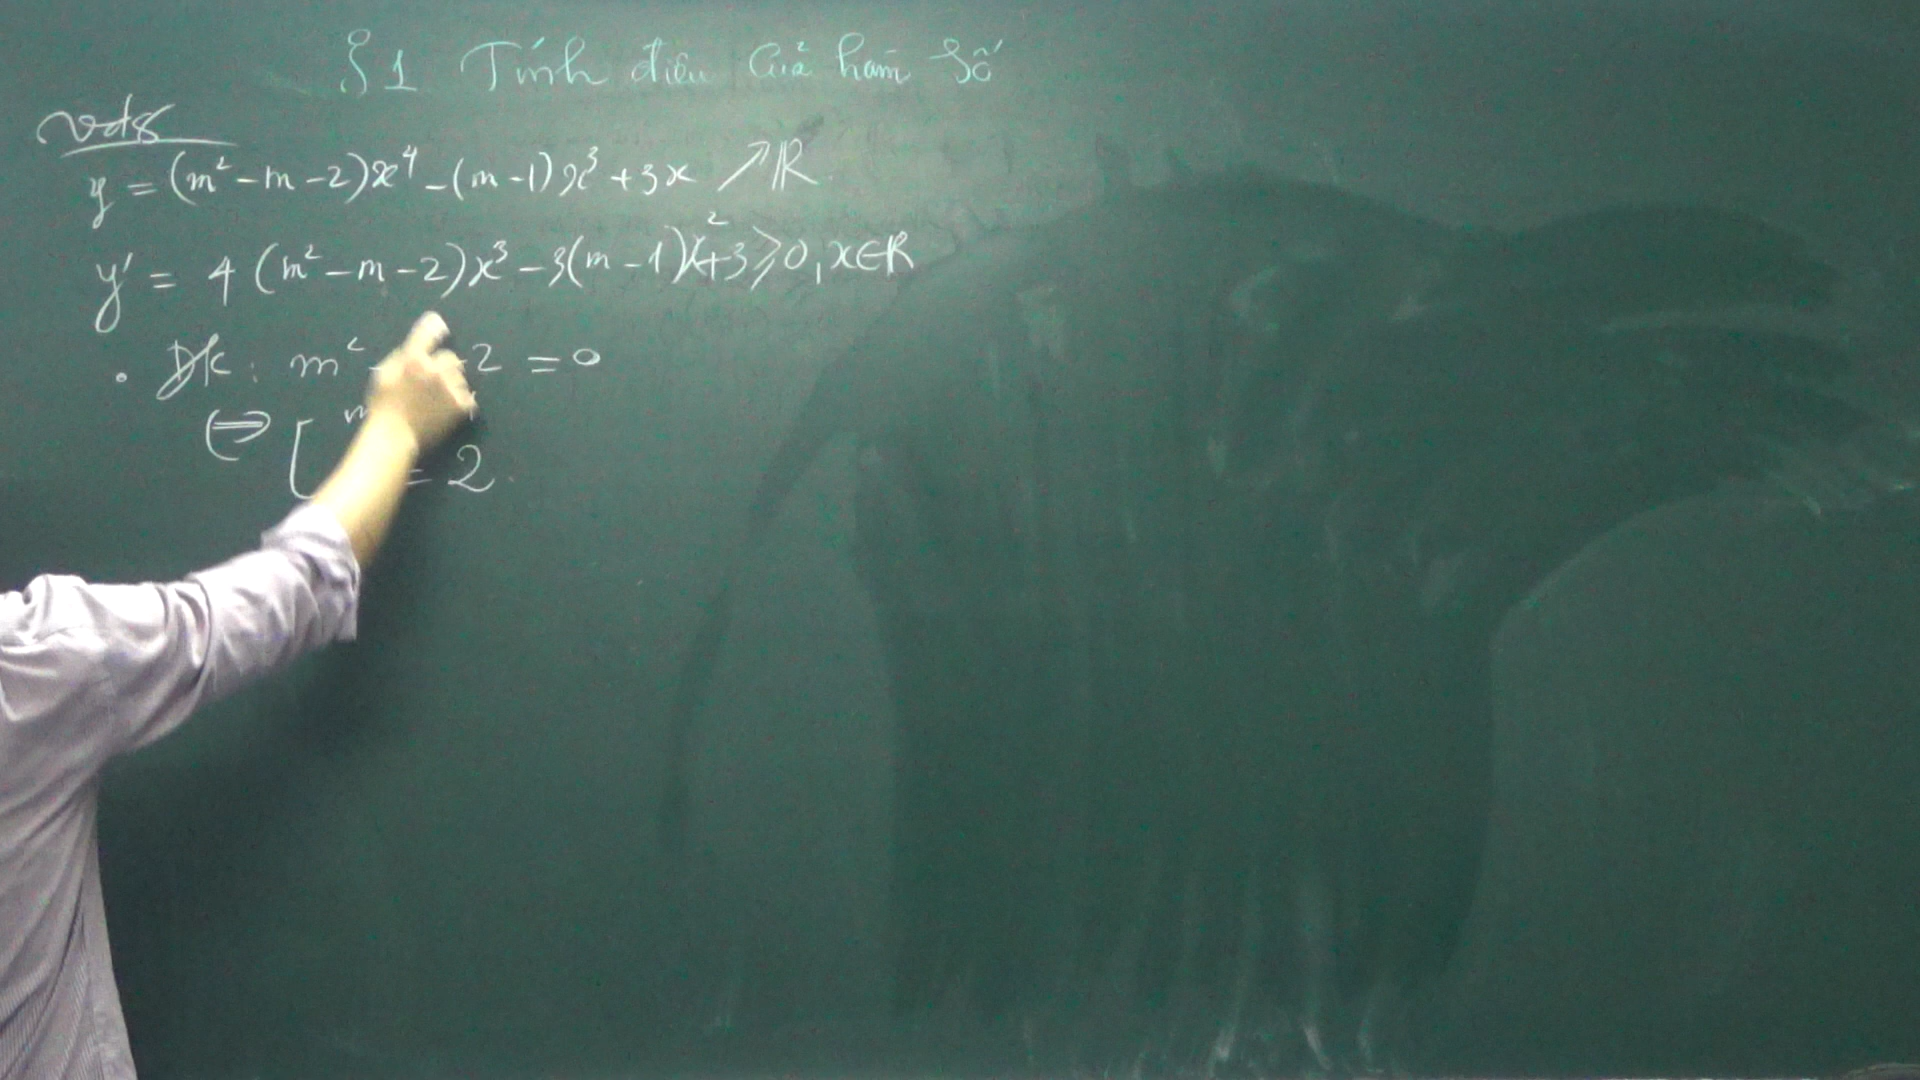 §1 Tính điệu của hàm số
vd8
y = (m² - m - 2)x⁴ - (m - 1)x³ + 3x ↗ ℝ
y' = 4(m² - m - 2)x³ - 3(m - 1)x² + 3 ≥ 0, x ∈ ℝ
. ĐK: m² - 2 = 0
⇔ [ m
= 2.